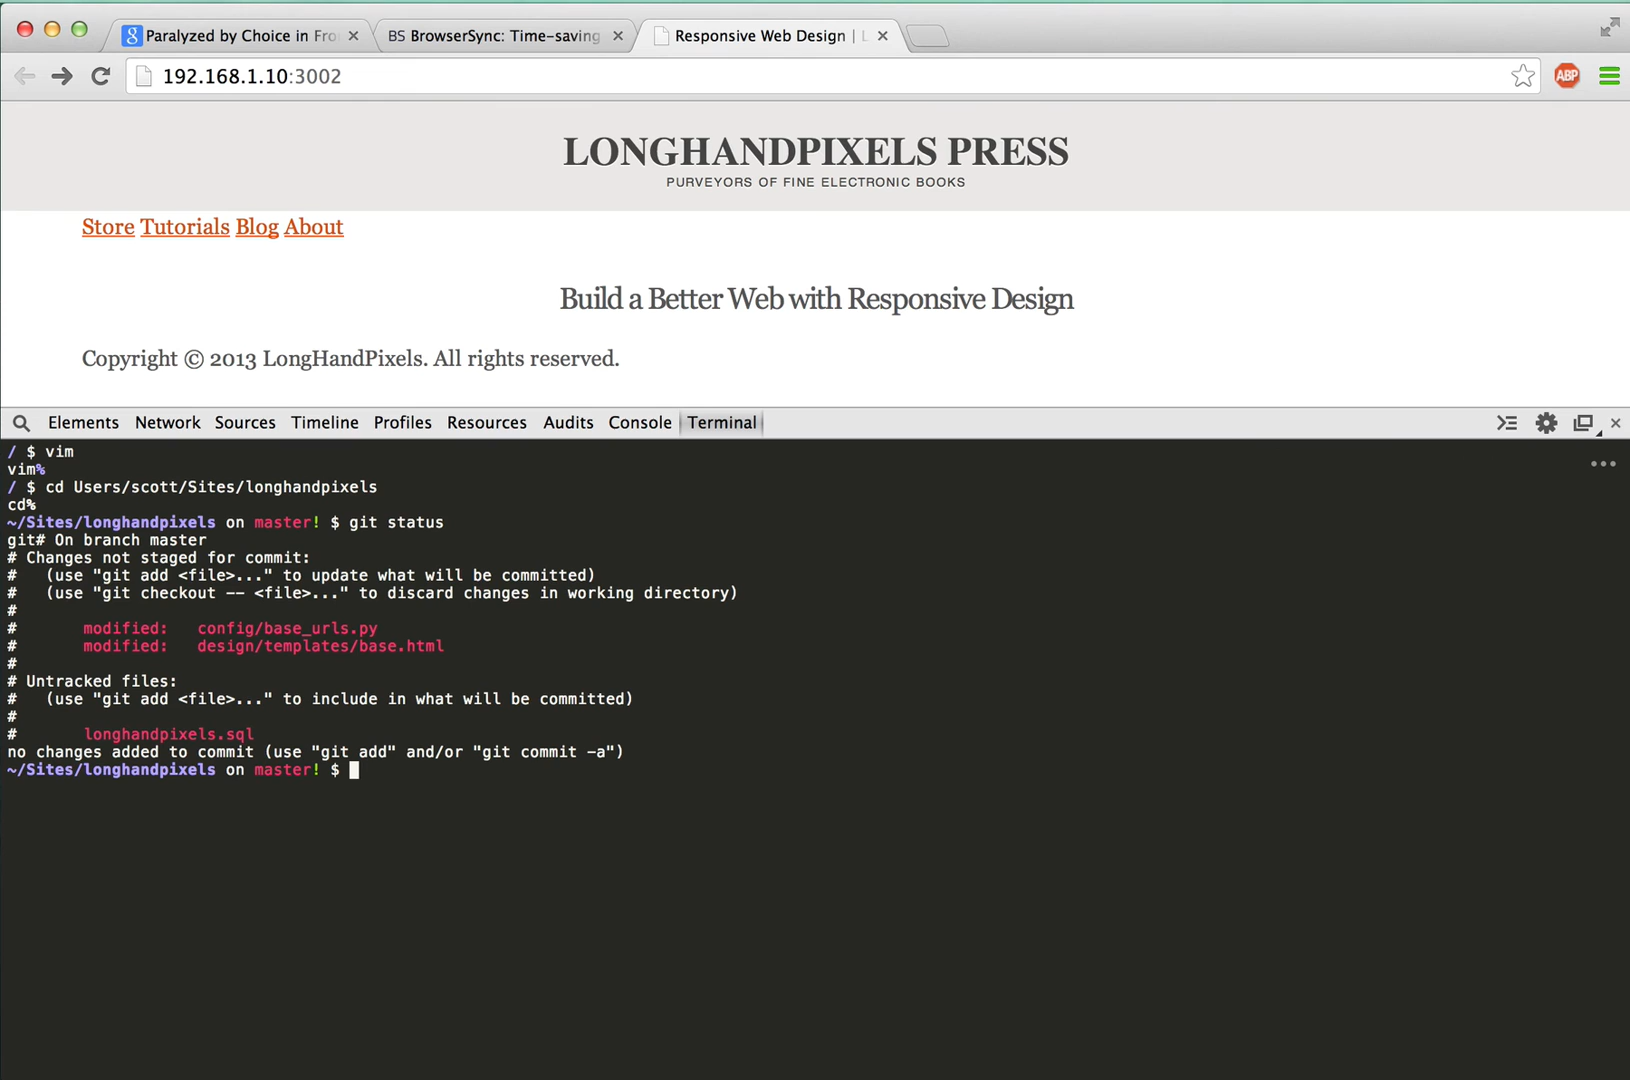 Paralyzed by Choice in Fro
BS BrowserSync: Time-saving
Responsive Web Design |
192.168.1.10:3002
ABP
LONGHANDPIXELS PRESS
PURVEYORS OF FINE ELECTRONIC BOOKS
Store Tutorials Blog About
Build a Better Web with Responsive Design
Copyright © 2013 LongHandPixels. All rights reserved.
Elements Network Sources Timeline Profiles Resources Audits Console Terminal
/ $ vim
vim%
/ $ cd Users/scott/Sites/longhandpixels
cd%
~/Sites/longhandpixels on master! $ git status
git# On branch master
# Changes not staged for commit:
#   (use "git add <file>..." to update what will be committed)
#   (use "git checkout -- <file>..." to discard changes in working directory)
#
#       modified:   config/base_urls.py
#       modified:   design/templates/base.html
#
# Untracked files:
#   (use "git add <file>..." to include in what will be committed)
#
#       longhandpixels.sql
no changes added to commit (use "git add" and/or "git commit -a")
~/Sites/longhandpixels on master! $